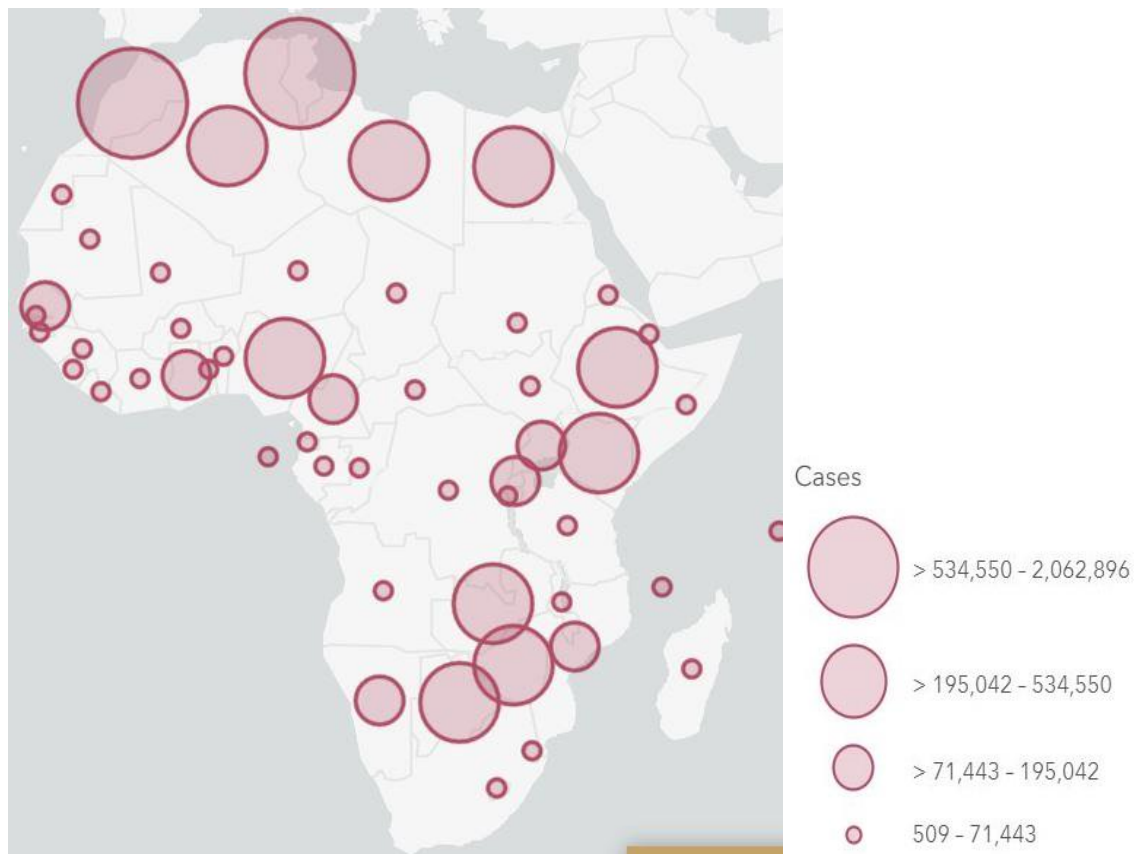 Cases
> 534,550 – 2,062,896
> 195,042 – 534,550
> 71,443 – 195,042
509 – 71,443